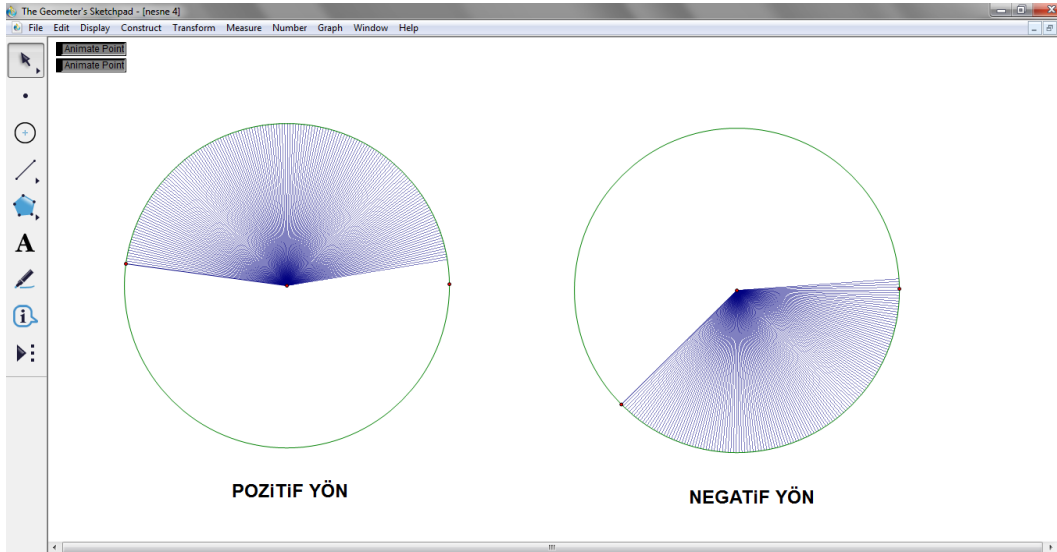 The Geometer's Sketchpad - [nesne 4]
File Edit Display Construct Transform Measure Number Graph Window Help
Animate Point
Animate Point
A
POZiTiF YÖN
NEGATiF YÖN